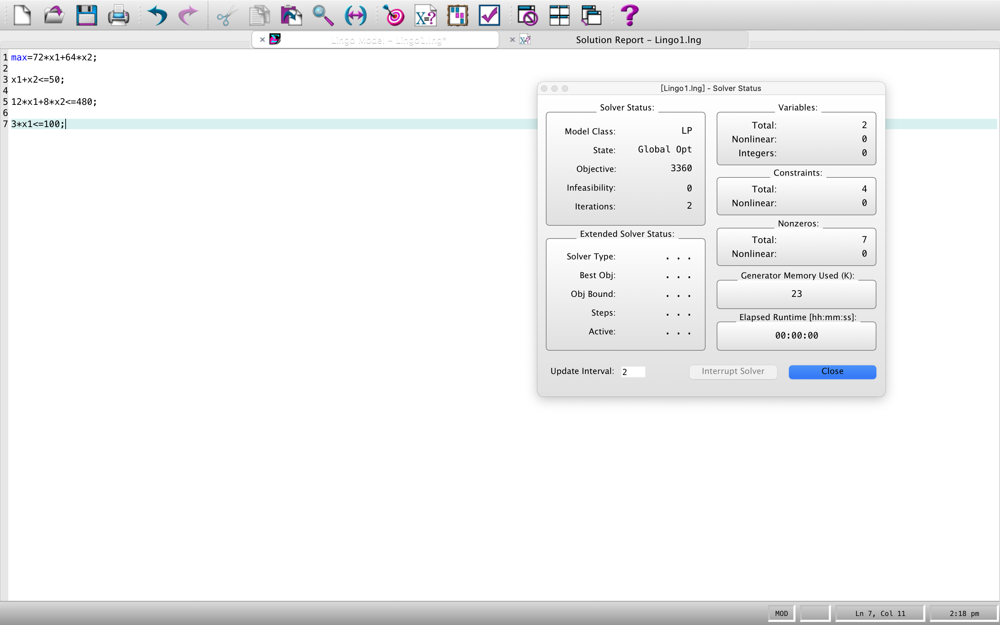 Lingo Model – Lingo1.lng*
Solution Report – Lingo1.lng
1 max=72*x1+64*x2;
2
3 x1+x2<=50;
4
5 12*x1+8*x2<=480;
6
7 3*x1<=100;
[Lingo1.lng] - Solver Status
Solver Status:
Model Class: LP
State: Global Opt
Objective: 3360
Infeasibility: 0
Iterations: 2
Extended Solver Status:
Solver Type: . . .
Best Obj: . . .
Obj Bound: . . .
Steps: . . .
Active: . . .
Variables:
Total: 2
Nonlinear: 0
Integers: 0
Constraints:
Total: 4
Nonlinear: 0
Nonzeros:
Total: 7
Nonlinear: 0
Generator Memory Used (K):
23
Elapsed Runtime [hh:mm:ss]:
00:00:00
Update Interval: 2
Interrupt Solver
Close
MOD
Ln 7, Col 11
2:18 pm